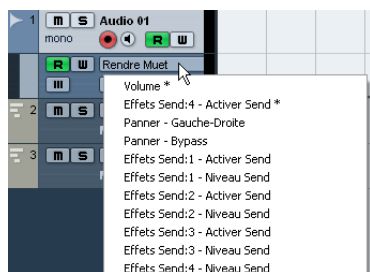 1 m S Audio 01
mono R W
R W Rendre Muet
Volume *
Effets Send:4 - Activer Send *
Panner - Gauche-Droite
Panner - Bypass
2 m S
Effets Send:1 - Activer Send
Effets Send:1 - Niveau Send
3 m S
Effets Send:2 - Activer Send
Effets Send:2 - Niveau Send
Effets Send:3 - Activer Send
Effets Send:3 - Niveau Send
Effets Send:4 - Niveau Send